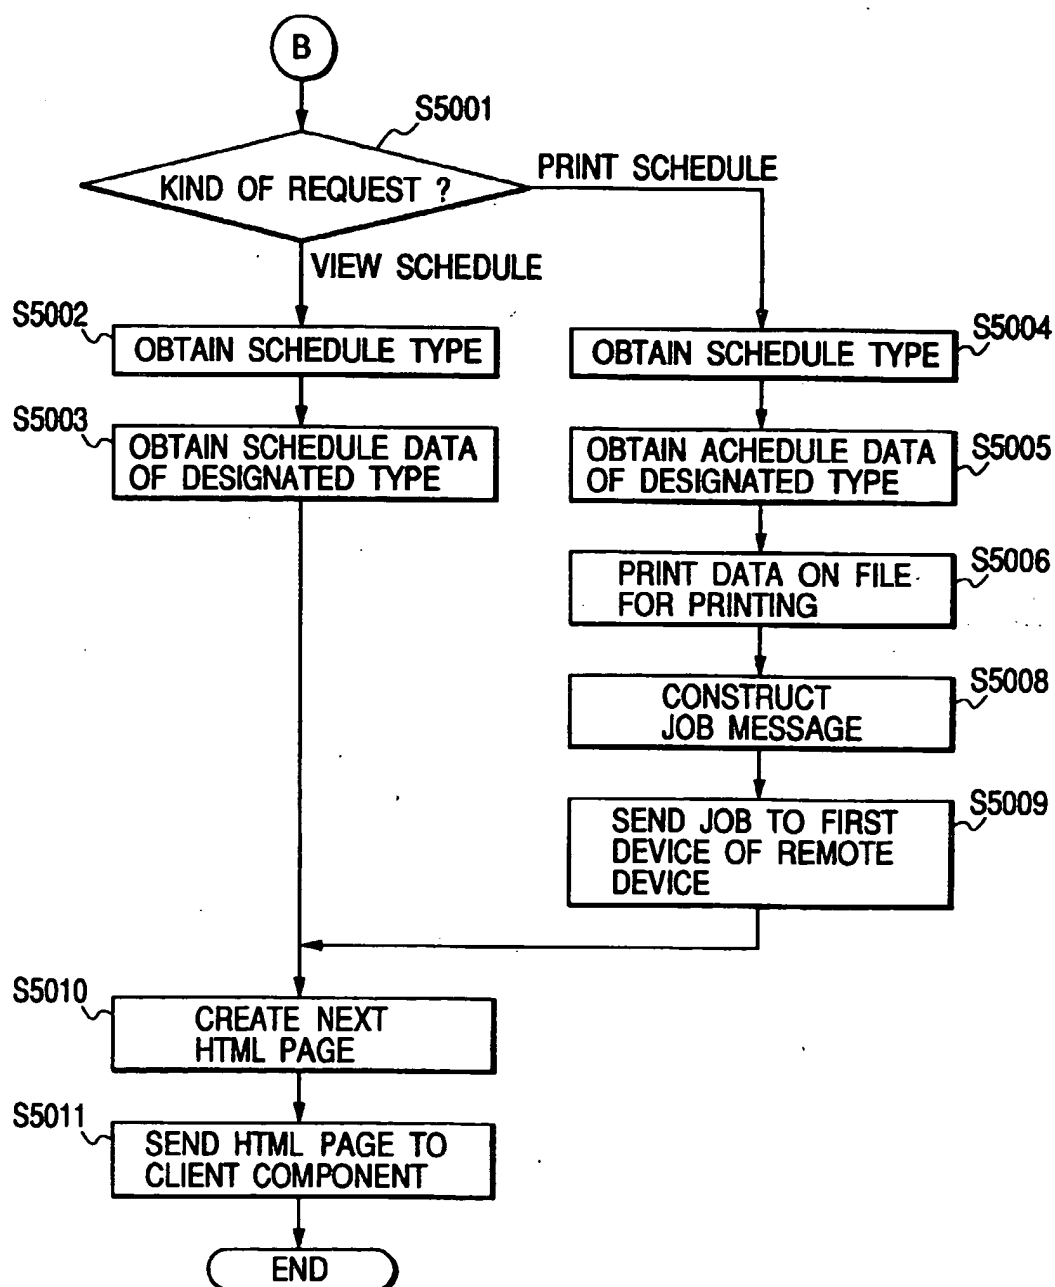 B
S5001
KIND OF REQUEST ?
PRINT SCHEDULE
VIEW SCHEDULE
S5002
OBTAIN SCHEDULE TYPE
S5003
OBTAIN SCHEDULE DATA
OF DESIGNATED TYPE
S5004
OBTAIN SCHEDULE TYPE
S5005
OBTAIN ACHEDULE DATA
OF DESIGNATED TYPE
S5006
PRINT DATA ON FILE
FOR PRINTING
S5008
CONSTRUCT
JOB MESSAGE
S5009
SEND JOB TO FIRST
DEVICE OF REMOTE
DEVICE
S5010
CREATE NEXT
HTML PAGE
S5011
SEND HTML PAGE TO
CLIENT COMPONENT
END